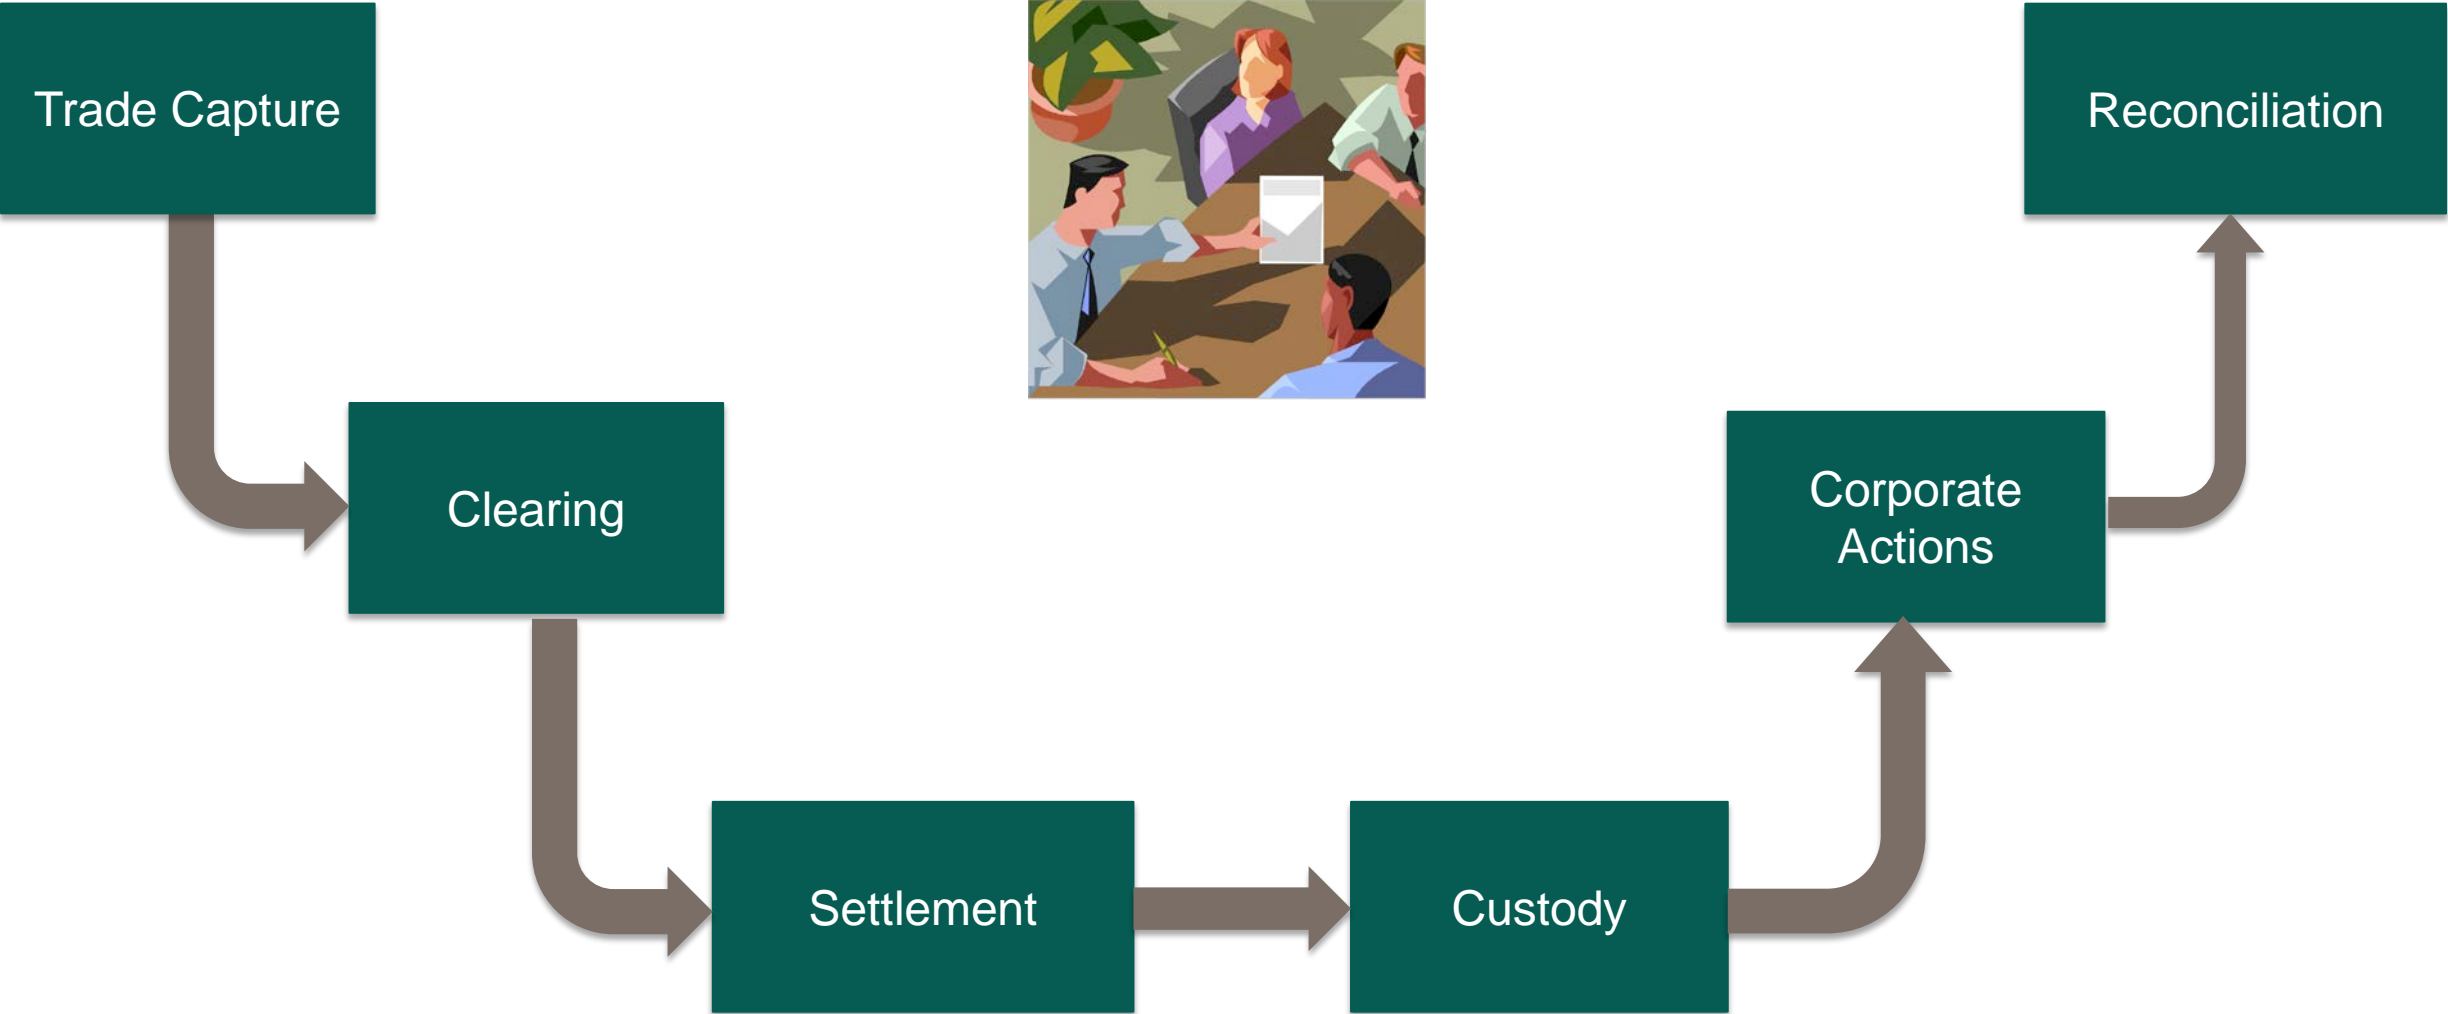 Trade Capture
Clearing
Settlement
Custody
Corporate
Actions
Reconciliation